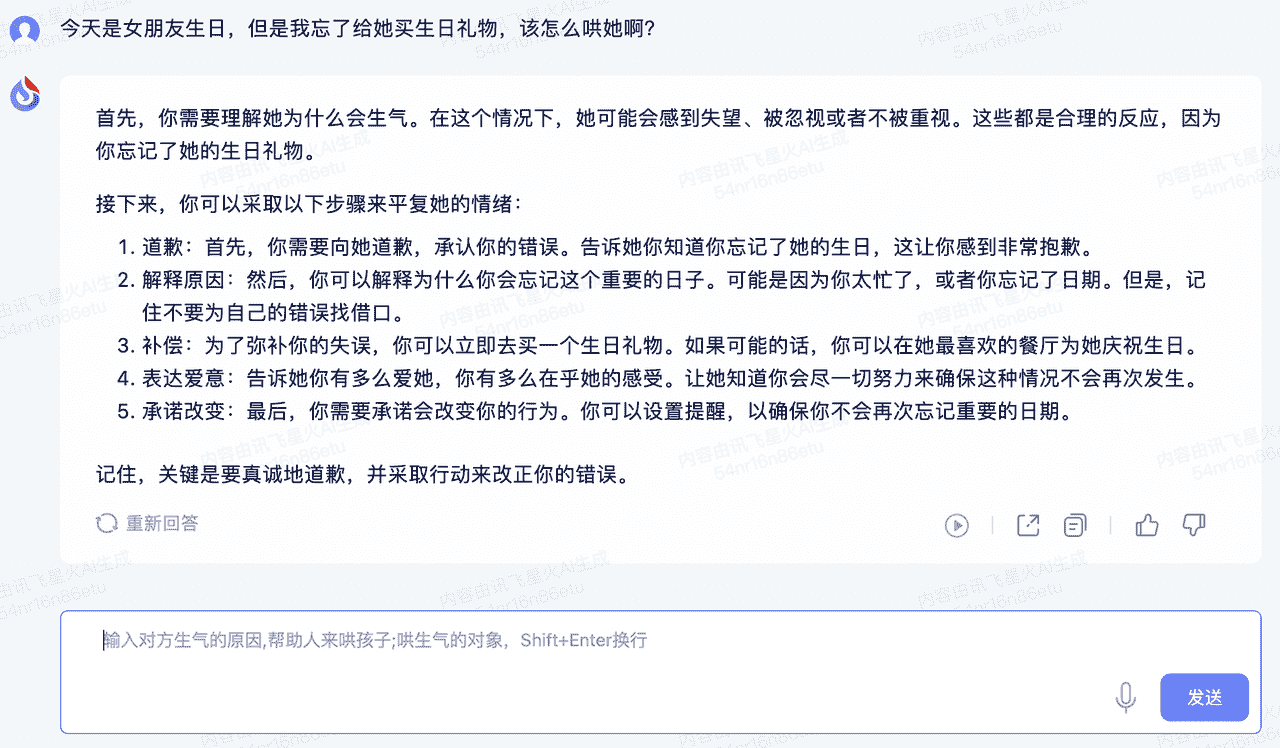 今天是女朋友生日，但是我忘了给她买生日礼物，该怎么哄她啊?
首先，你需要理解她为什么会生气。在这个情况下，她可能会感到失望、被忽视或者不被重视。这些都是合理的反应，因为
你忘记了她的生日礼物。
接下来，你可以采取以下步骤来平复她的情绪：
1. 道歉：首先，你需要向她道歉，承认你的错误。告诉她你知道你忘记了她的生日，这让你感到非常抱歉。
2. 解释原因：然后，你可以解释为什么你会忘记这个重要的日子。可能是因为你太忙了，或者你忘记了日期。但是，记
住不要为自己的错误找借口。
3. 补偿：为了弥补你的失误，你可以立即去买一个生日礼物。如果可能的话，你可以在她最喜欢的餐厅为她庆祝生日。
4. 表达爱意：告诉她你有多么爱她，你有多么在乎她的感受。让她知道你会尽一切努力来确保这种情况不会再次发生。
5. 承诺改变：最后，你需要承诺会改变你的行为。你可以设置提醒，以确保你不会再次忘记重要的日期。
记住，关键是要真诚地道歉，并采取行动来改正你的错误。
重新回答
输入对方生气的原因,帮助人来哄孩子;哄生气的对象，Shift+Enter换行
发送
内容由讯飞星火AI生成
54nr16n86etu